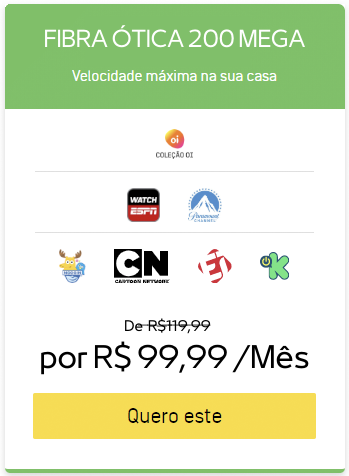 FIBRA ÓTICA 200 MEGA
Velocidade máxima na sua casa
oi
COLEÇÃO OI
WATCH
ESPN
Paramount
CHANNEL
CN
CARTOON NETWORK
De R$119,99
por R$ 99,99 /Mês
Quero este